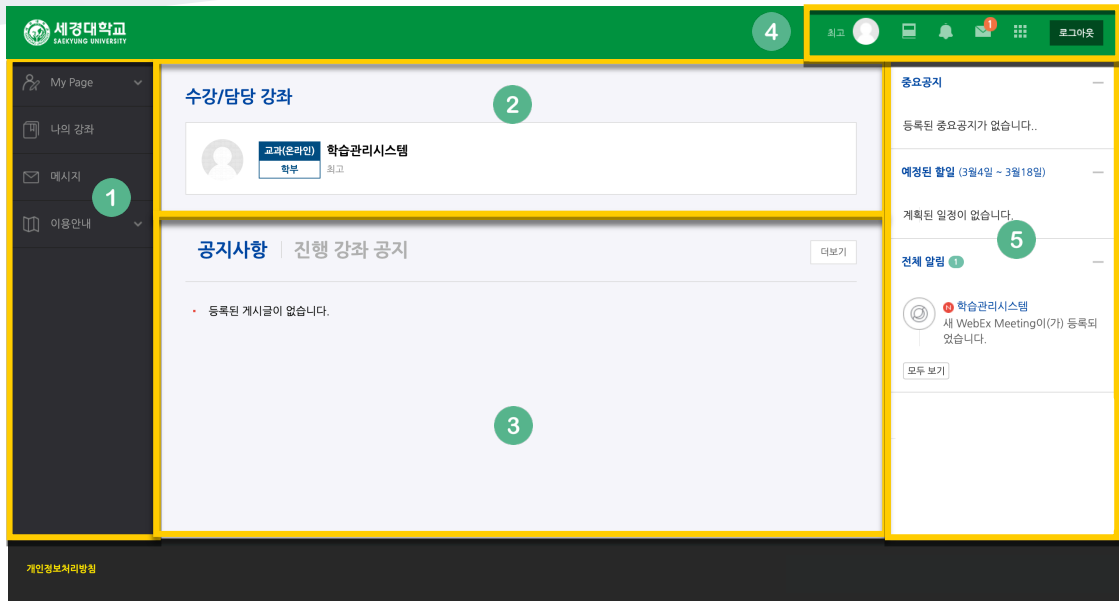 세경대학교
SAEKYUNG UNIVERSITY
4
최고
1
로그아웃
My Page
나의 강좌
메시지
이용안내
1
수강/담당 강좌
2
교과(온라인) 학습관리시스템
학부 최고
공지사항 진행 강좌 공지
더보기
• 등록된 게시글이 없습니다.
3
중요공지
등록된 중요공지가 없습니다..
예정된 할일 (3월4일 ~ 3월18일)
계획된 일정이 없습니다.
5
전체 알림 1
N 학습관리시스템
새 WebEx Meeting이(가) 등록되
었습니다.
모두 보기
개인정보처리방침